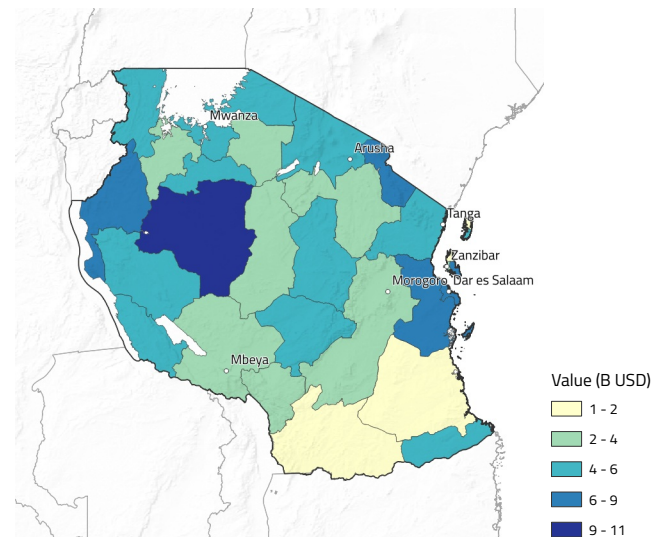 Mwanza
Arusha
Tanga
Zanzibar
Morogoro Dar es Salaam
Mbeya
Value (B USD)
1 - 2
2 - 4
4 - 6
6 - 9
9 - 11